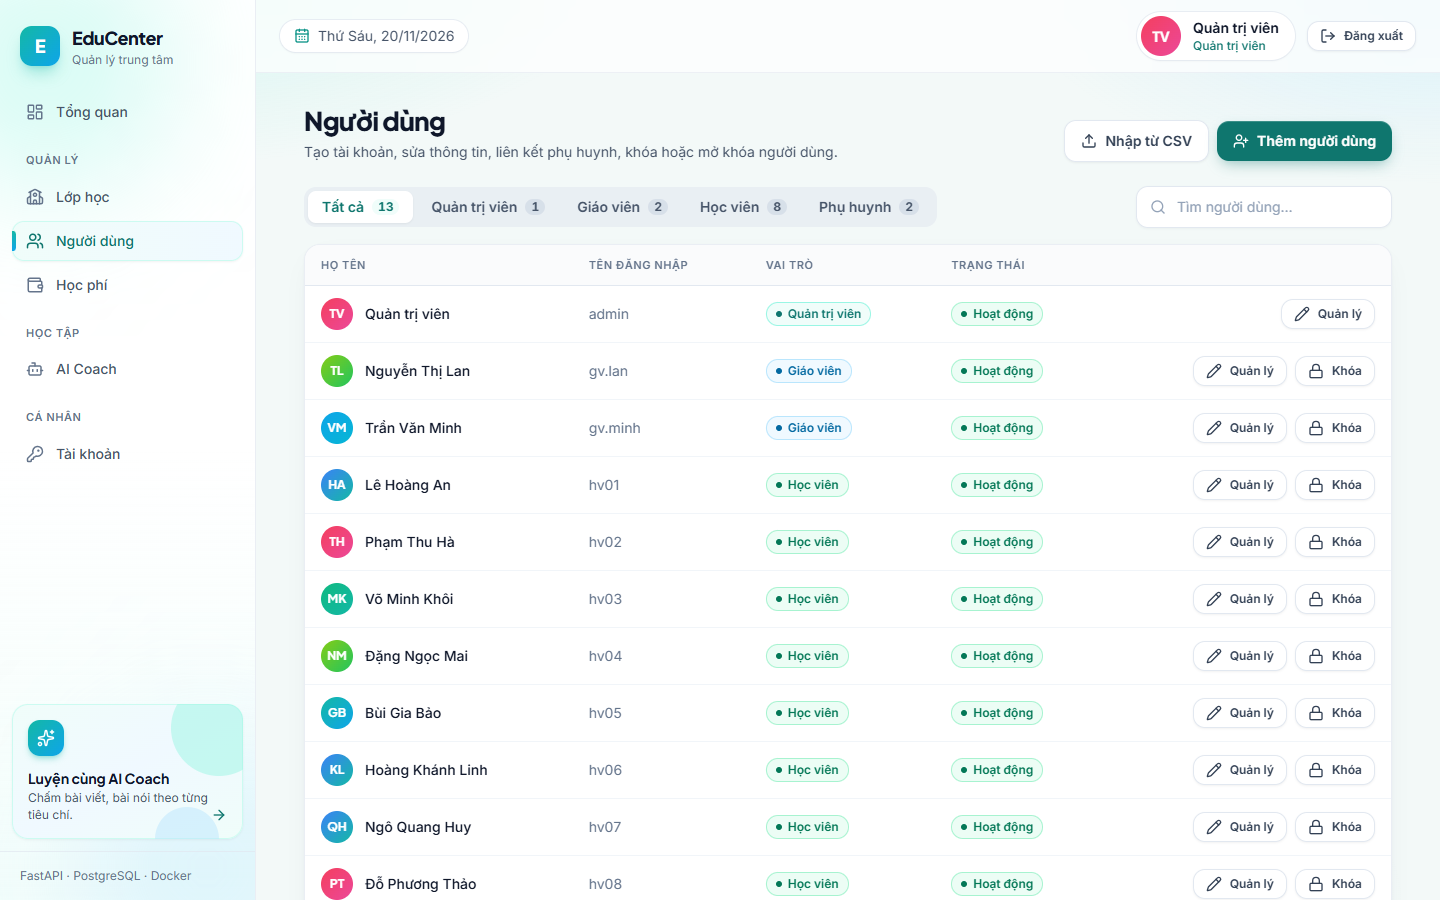 E
EduCenter
Quản lý trung tâm
Tổng quan
QUẢN LÝ
Lớp học
Người dùng
Học phí
HỌC TẬP
AI Coach
CÁ NHÂN
Tài khoản
Luyện cùng AI Coach
Chấm bài viết, bài nói theo từng
tiêu chí.
FastAPI · PostgreSQL · Docker
Thứ Sáu, 20/11/2026
TV
Quản trị viên
Quản trị viên
Đăng xuất
Người dùng
Tạo tài khoản, sửa thông tin, liên kết phụ huynh, khóa hoặc mở khóa người dùng.
Nhập từ CSV
Thêm người dùng
Tất cả 13 Quản trị viên 1 Giáo viên 2 Học viên 8 Phụ huynh 2
Tìm người dùng...
HỌ TÊN TÊN ĐĂNG NHẬP VAI TRÒ TRẠNG THÁI
TV Quản trị viên admin Quản trị viên Hoạt động Quản lý
TL Nguyễn Thị Lan gv.lan Giáo viên Hoạt động Quản lý Khóa
VM Trần Văn Minh gv.minh Giáo viên Hoạt động Quản lý Khóa
HA Lê Hoàng An hv01 Học viên Hoạt động Quản lý Khóa
TH Phạm Thu Hà hv02 Học viên Hoạt động Quản lý Khóa
MK Võ Minh Khôi hv03 Học viên Hoạt động Quản lý Khóa
NM Đặng Ngọc Mai hv04 Học viên Hoạt động Quản lý Khóa
GB Bùi Gia Bảo hv05 Học viên Hoạt động Quản lý Khóa
KL Hoàng Khánh Linh hv06 Học viên Hoạt động Quản lý Khóa
QH Ngô Quang Huy hv07 Học viên Hoạt động Quản lý Khóa
PT Đỗ Phương Thảo hv08 Học viên Hoạt động Quản lý Khóa